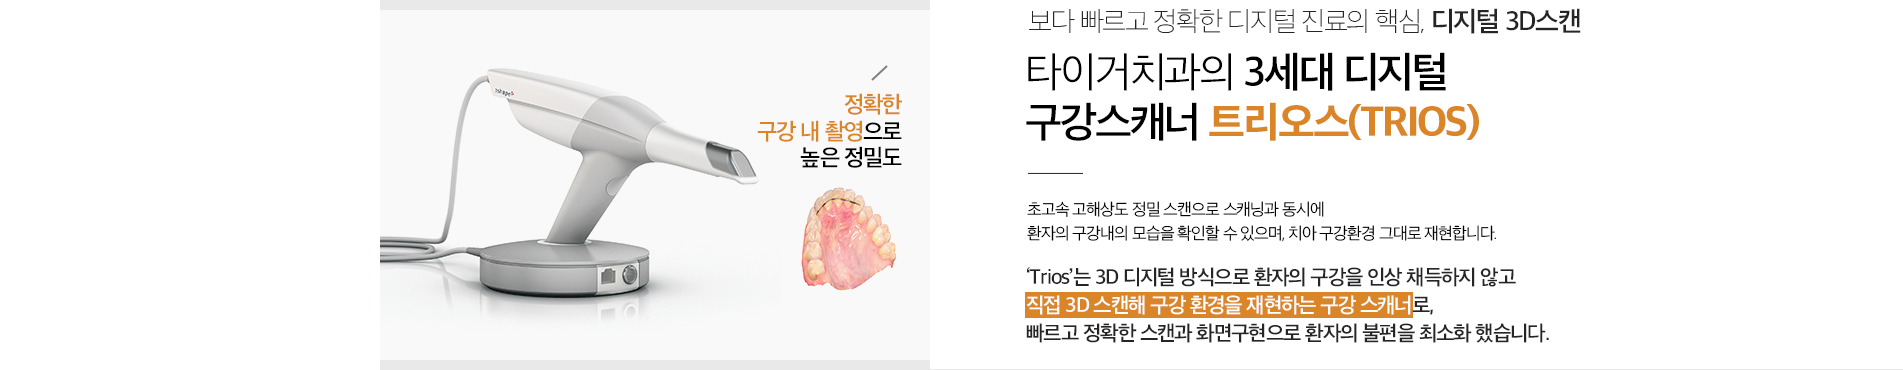 3shape
정확한
구강 내 촬영으로
높은 정밀도
보다 빠르고 정확한 디지털 진료의 핵심, 디지털 3D스캔
타이거치과의 3세대 디지털
구강스캐너 트리오스(TRIOS)
초고속 고해상도 정밀 스캔으로 스캐닝과 동시에
환자의 구강내의 모습을 확인할 수 있으며, 치아 구강환경 그대로 재현합니다.
‘Trios’는 3D 디지털 방식으로 환자의 구강을 인상 채득하지 않고
직접 3D 스캔해 구강 환경을 재현하는 구강 스캐너로,
빠르고 정확한 스캔과 화면구현으로 환자의 불편을 최소화 했습니다.